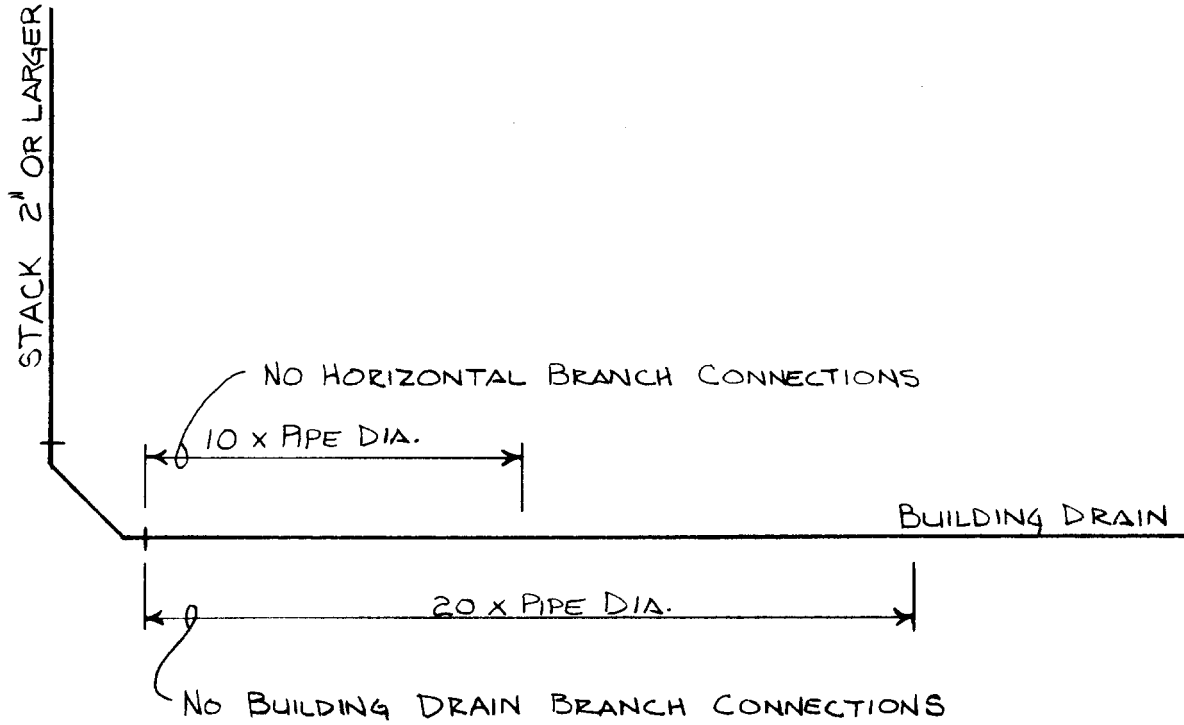 STACK 2" OR LARGER
NO HORIZONTAL BRANCH CONNECTIONS
10 x PIPE DIA.
BUILDING DRAIN
20 x PIPE DIA.
NO BUILDING DRAIN BRANCH CONNECTIONS